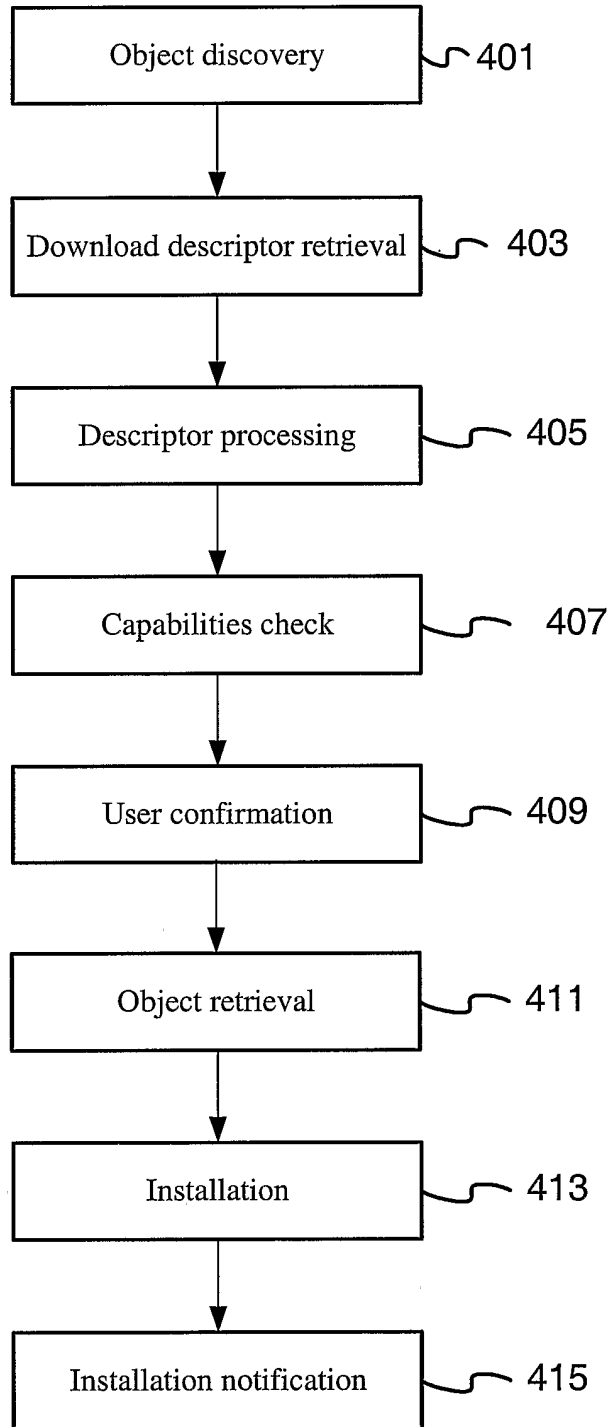 Object discovery 401
Download descriptor retrieval 403
Descriptor processing 405
Capabilities check 407
User confirmation 409
Object retrieval 411
Installation 413
Installation notification 415